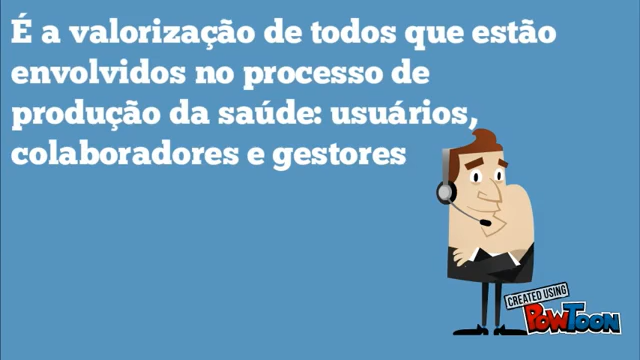 É a valorização de todos que estão
envolvidos no processo de
produção da saúde: usuários,
colaboradores e gestores
CREATED USING
POWTOON